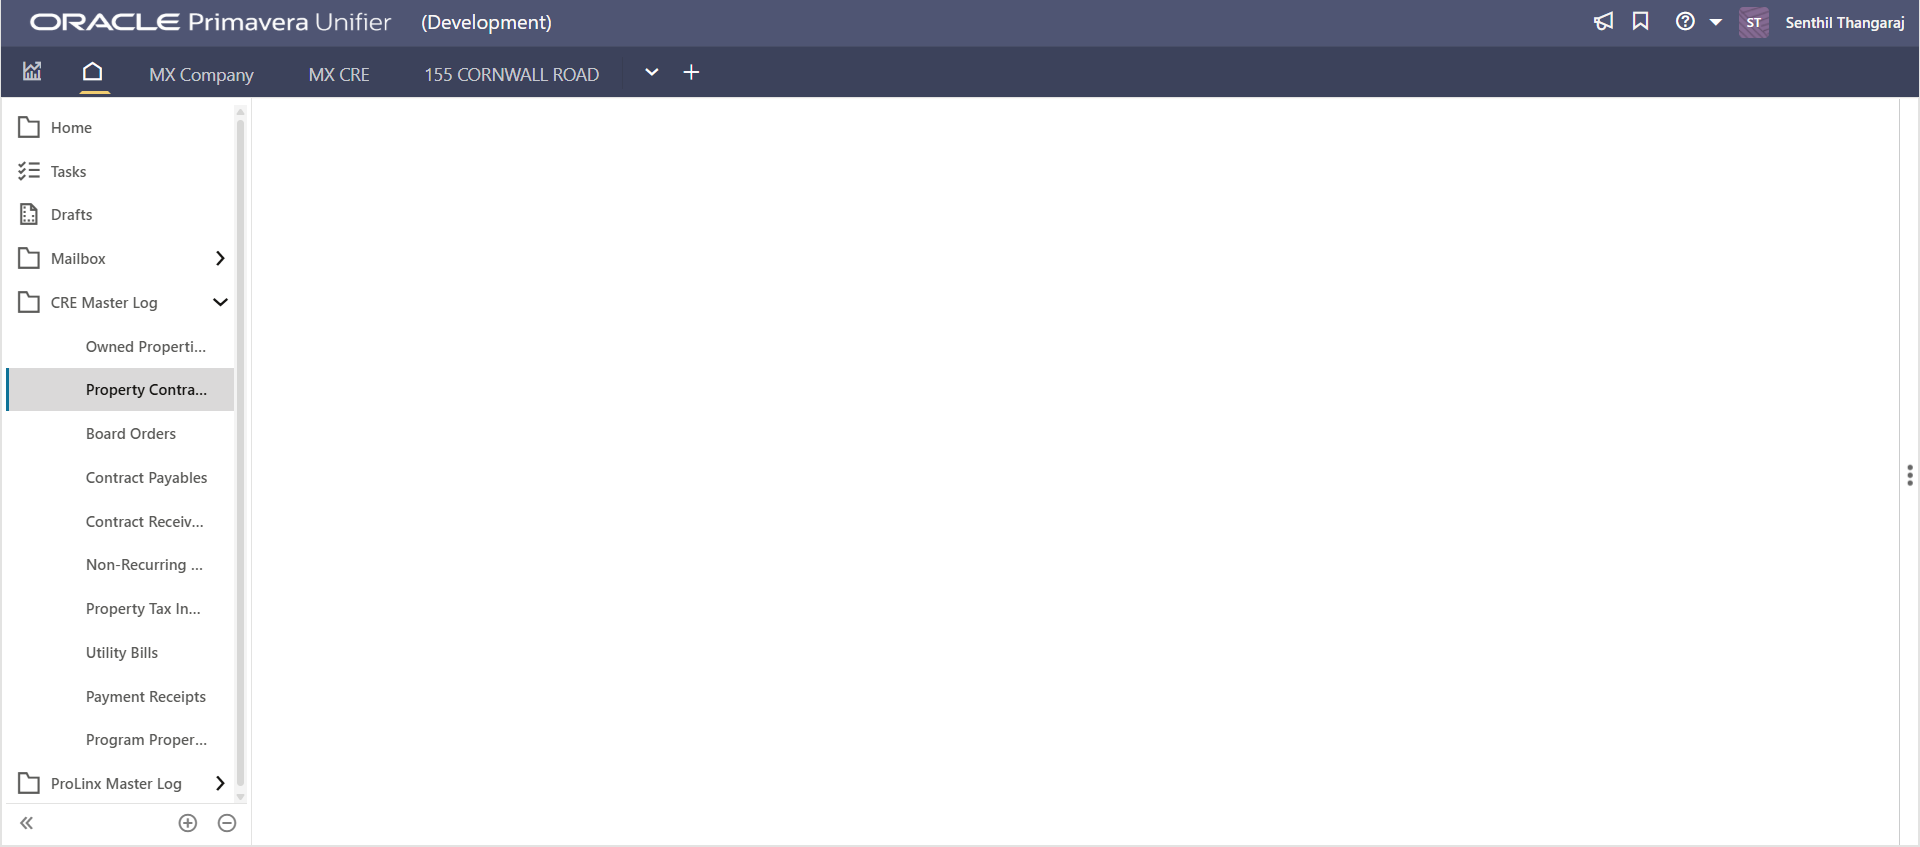 ORACLE Primavera Unifier (Development)
ST Senthil Thangaraj
MX Company MX CRE 155 CORNWALL ROAD
Home
Tasks
Drafts
Mailbox
CRE Master Log
Owned Properti...
Property Contra...
Board Orders
Contract Payables
Contract Receiv...
Non-Recurring ...
Property Tax In...
Utility Bills
Payment Receipts
Program Proper...
ProLinx Master Log